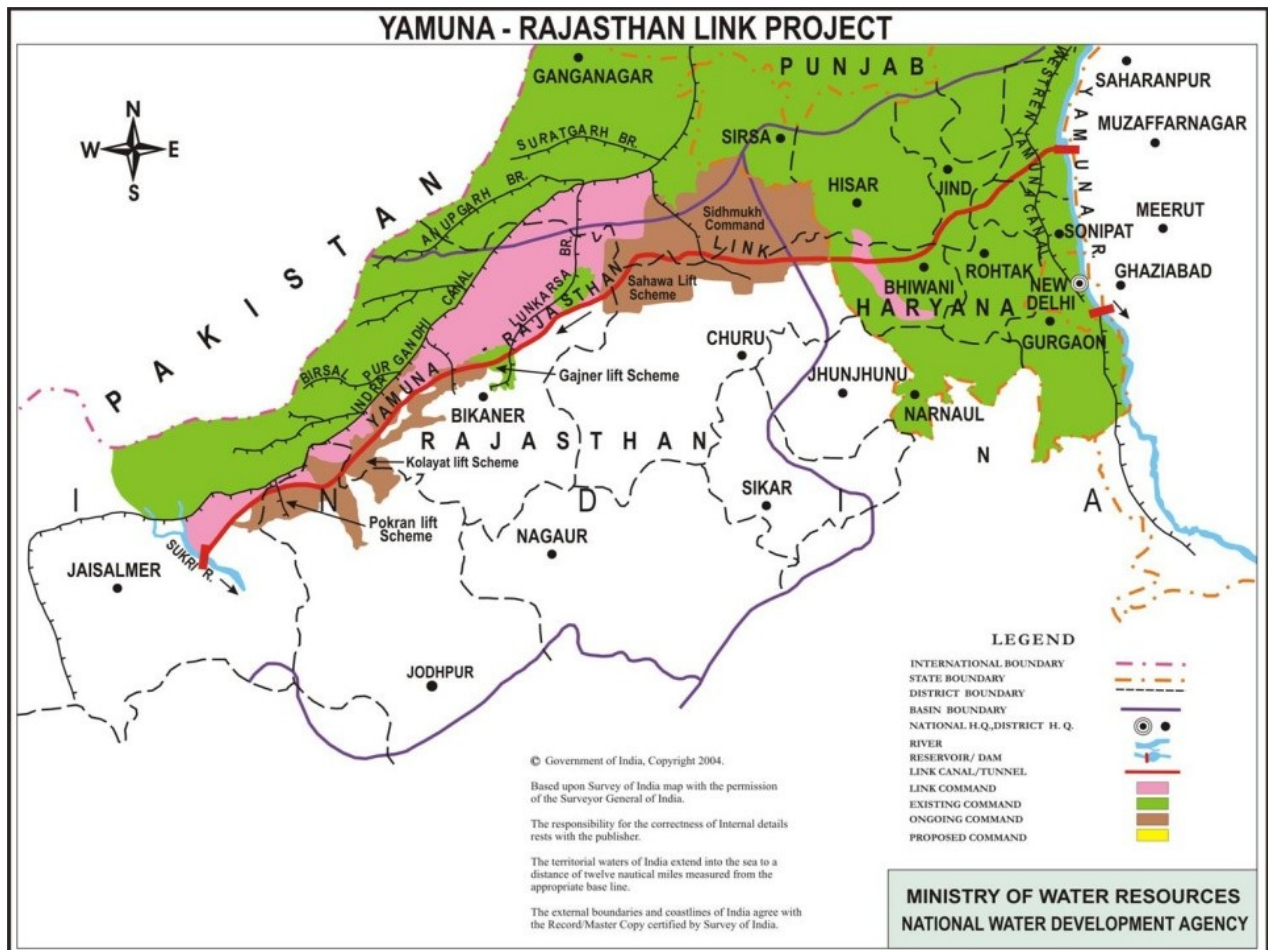 YAMUNA - RAJASTHAN LINK PROJECT
N
W E
S
GANGANAGAR
PUNJAB
WESTREN YAMUNA CANAL
YAMUNA R.
SAHARANPUR
MUZAFFARNAGAR
SURATGARH BR.
SIRSA
HISAR
JIND
MEERUT
ANUPGARH BR.
Sidhmukh
Command
SONIPAT
PAKISTAN
LINK
ROHTAK
GHAZIABAD
BHIWANI
NEW
DELHI
CANAL
LUNKARSA BR.
Sahawa Lift
Scheme
HARYANA
GURGAON
RAJASTHAN
CHURU
BIRSAL PUR
GANDHI
INDRA
YAMUNA
Gajner lift Scheme
JHUNJHUNU
BIKANER
NARNAUL
RAJASTHAN
N
Kolayat lift Scheme
I N D I A
SIKAR
Pokran lift
Scheme
NAGAUR
SUKRI R.
JAISALMER
JODHPUR
LEGEND
INTERNATIONAL BOUNDARY
STATE BOUNDARY
DISTRICT BOUNDARY
BASIN BOUNDARY
NATIONAL H.Q.,DISTRICT H. Q.
RIVER
RESERVOIR/ DAM
LINK CANAL/TUNNEL
LINK COMMAND
EXISTING COMMAND
ONGOING COMMAND
PROPOSED COMMAND
© Government of India, Copyright 2004.
Based upon Survey of India map with the permission
of the Surveyor General of India.
The responsibility for the correctness of Internal details
rests with the publisher.
The territorial waters of India extend into the sea to a
distance of twelve nautical miles measured from the
appropriate base line.
The external boundaries and coastlines of India agree with
the Record/Master Copy certified by Survey of India.
MINISTRY OF WATER RESOURCES
NATIONAL WATER DEVELOPMENT AGENCY